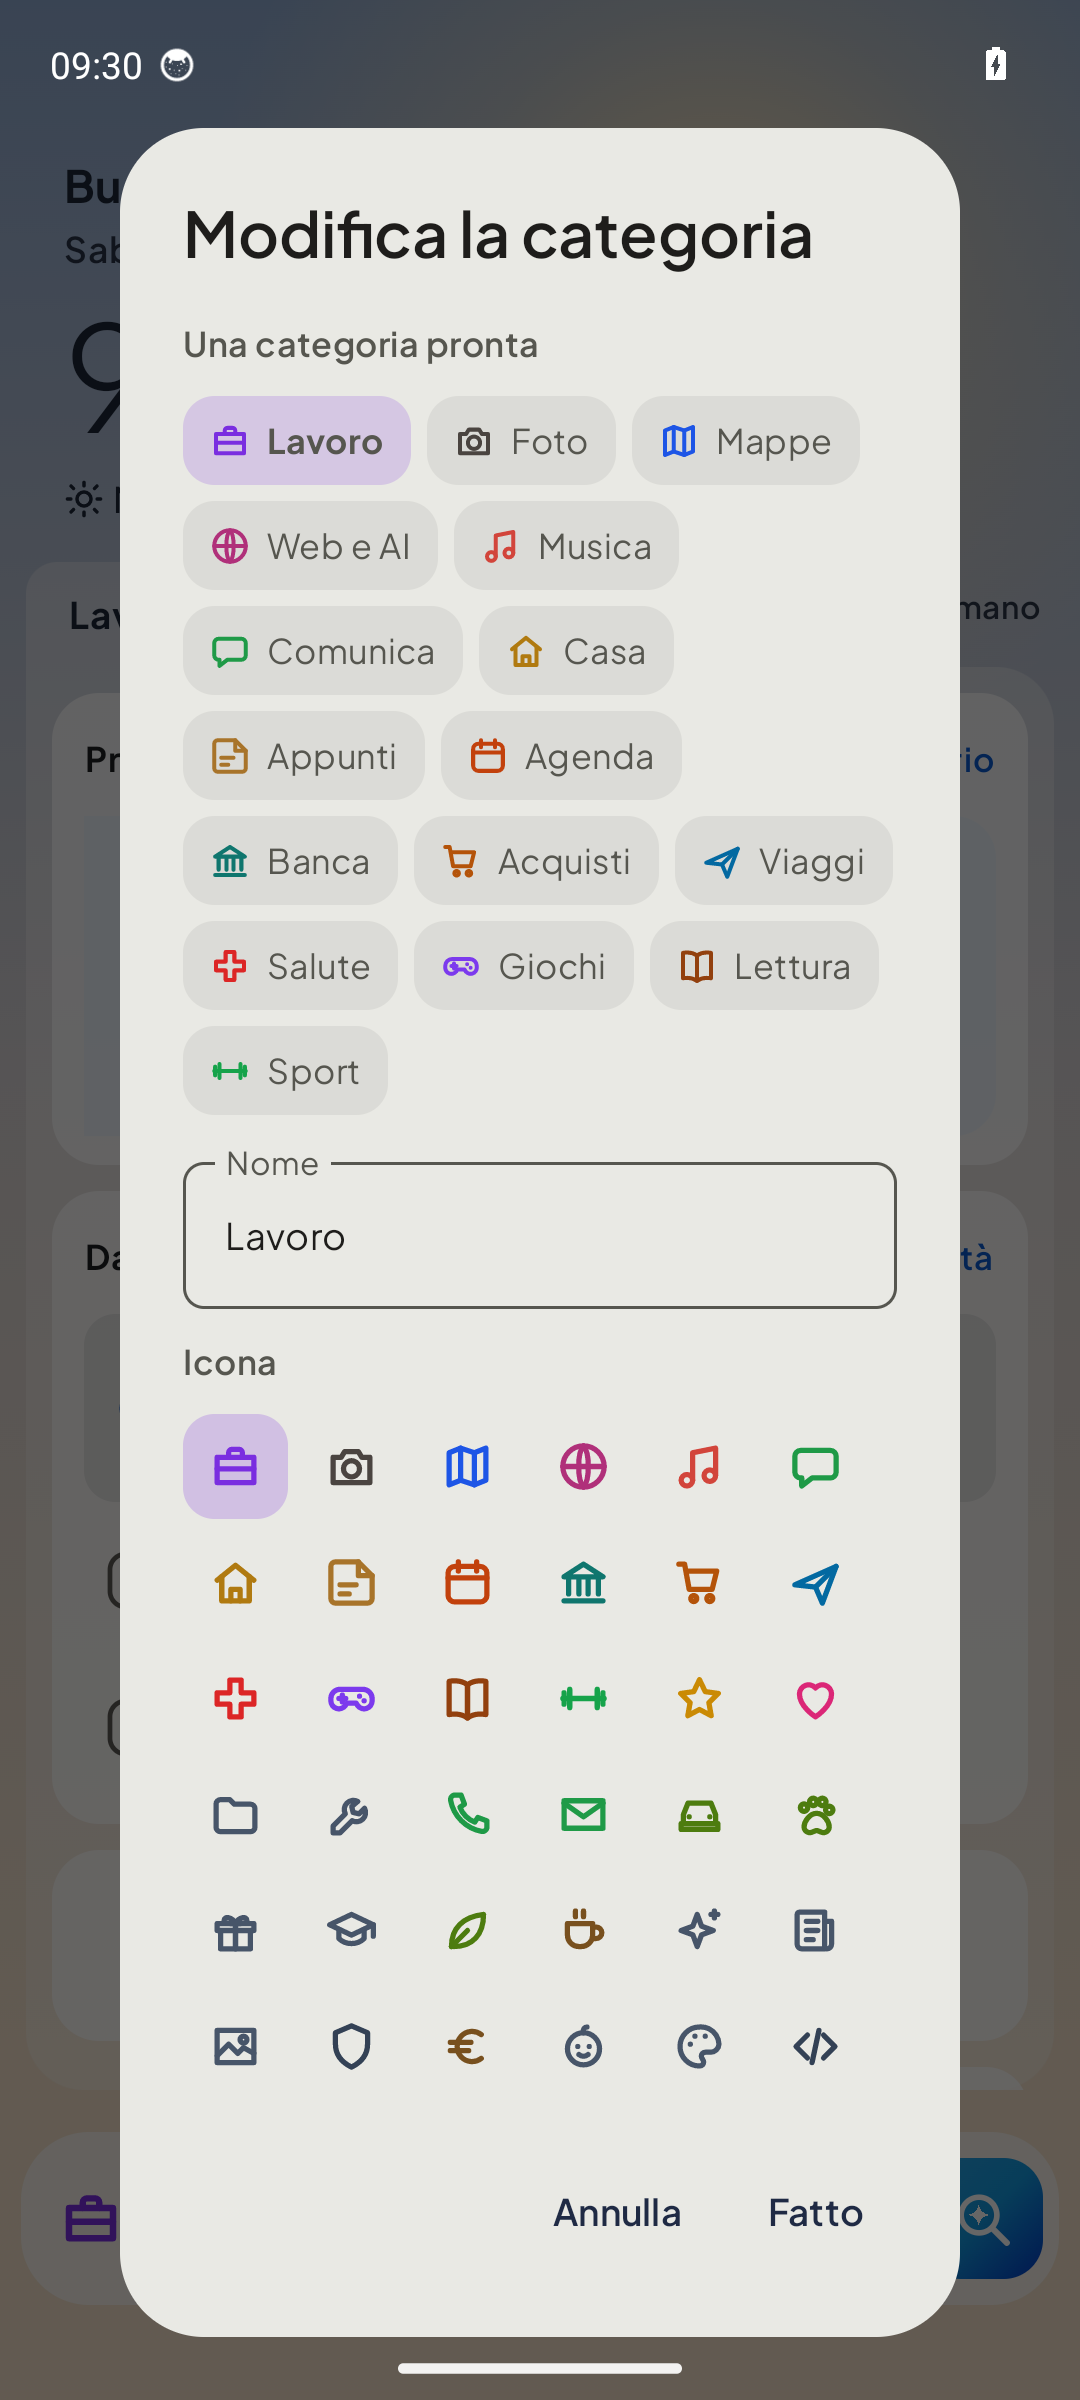 09:30
Modifica la categoria
Una categoria pronta
Lavoro Foto Mappe
Web e AI Musica
Comunica Casa
Appunti Agenda
Banca Acquisti Viaggi
Salute Giochi Lettura
Sport
Nome
Lavoro
Icona
Annulla Fatto